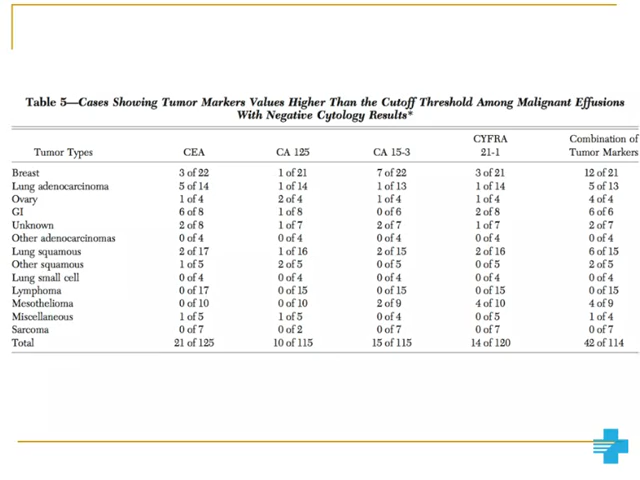 Table 5—Cases Showing Tumor Markers Values Higher Than the Cutoff Threshold Among Malignant Effusions
With Negative Cytology Results*
Tumor Types CEA CA 125 CA 15-3 CYFRA 21-1 Combination of Tumor Markers
Breast 3 of 22 1 of 21 7 of 22 3 of 21 12 of 21
Lung adenocarcinoma 5 of 14 1 of 14 1 of 13 1 of 14 5 of 13
Ovary 1 of 4 2 of 4 1 of 4 1 of 4 4 of 4
GI 6 of 8 1 of 8 0 of 6 2 of 8 6 of 6
Unknown 2 of 8 1 of 7 2 of 7 1 of 7 2 of 7
Other adenocarcinomas 0 of 4 0 of 4 0 of 4 0 of 4 0 of 4
Lung squamous 2 of 17 1 of 16 2 of 15 2 of 16 6 of 15
Other squamous 1 of 5 2 of 5 0 of 5 0 of 5 2 of 5
Lung small cell 0 of 4 0 of 4 0 of 4 0 of 4 0 of 4
Lymphoma 0 of 17 0 of 15 0 of 15 0 of 15 0 of 15
Mesothelioma 0 of 10 0 of 10 2 of 9 4 of 10 4 of 9
Miscellaneous 1 of 5 1 of 5 0 of 4 0 of 5 1 of 4
Sarcoma 0 of 7 0 of 2 0 of 7 0 of 7 0 of 7
Total 21 of 125 10 of 115 15 of 115 14 of 120 42 of 114